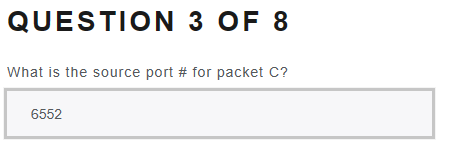 QUESTION 3 OF 8
What is the source port # for packet C?
6552